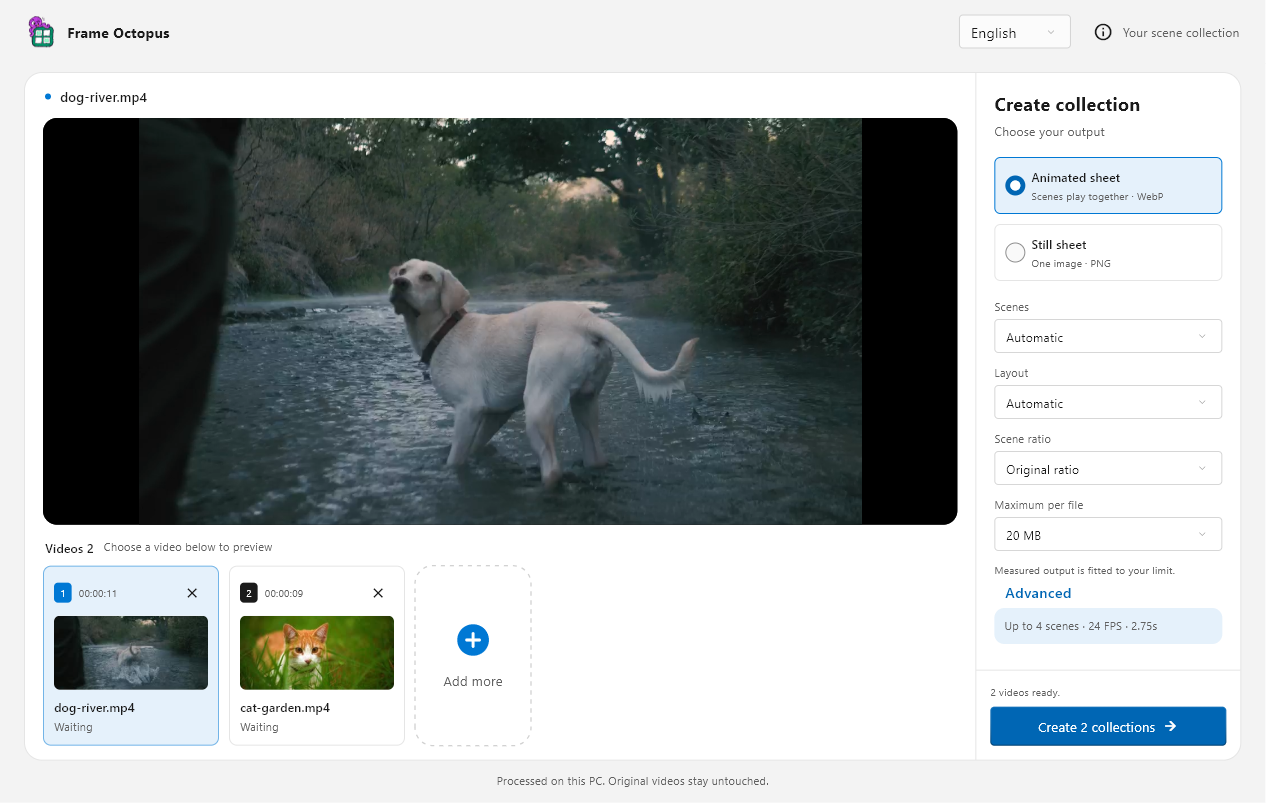 Frame Octopus
English
Your scene collection
dog-river.mp4
Create collection
Choose your output
Animated sheet
Scenes play together · WebP
Still sheet
One image · PNG
Scenes
Automatic
Layout
Automatic
Scene ratio
Original ratio
Maximum per file
20 MB
Measured output is fitted to your limit.
Advanced
Up to 4 scenes · 24 FPS · 2.75s
Videos 2 Choose a video below to preview
1 00:00:11
dog-river.mp4
Waiting
2 00:00:09
cat-garden.mp4
Waiting
Add more
2 videos ready.
Create 2 collections →
Processed on this PC. Original videos stay untouched.